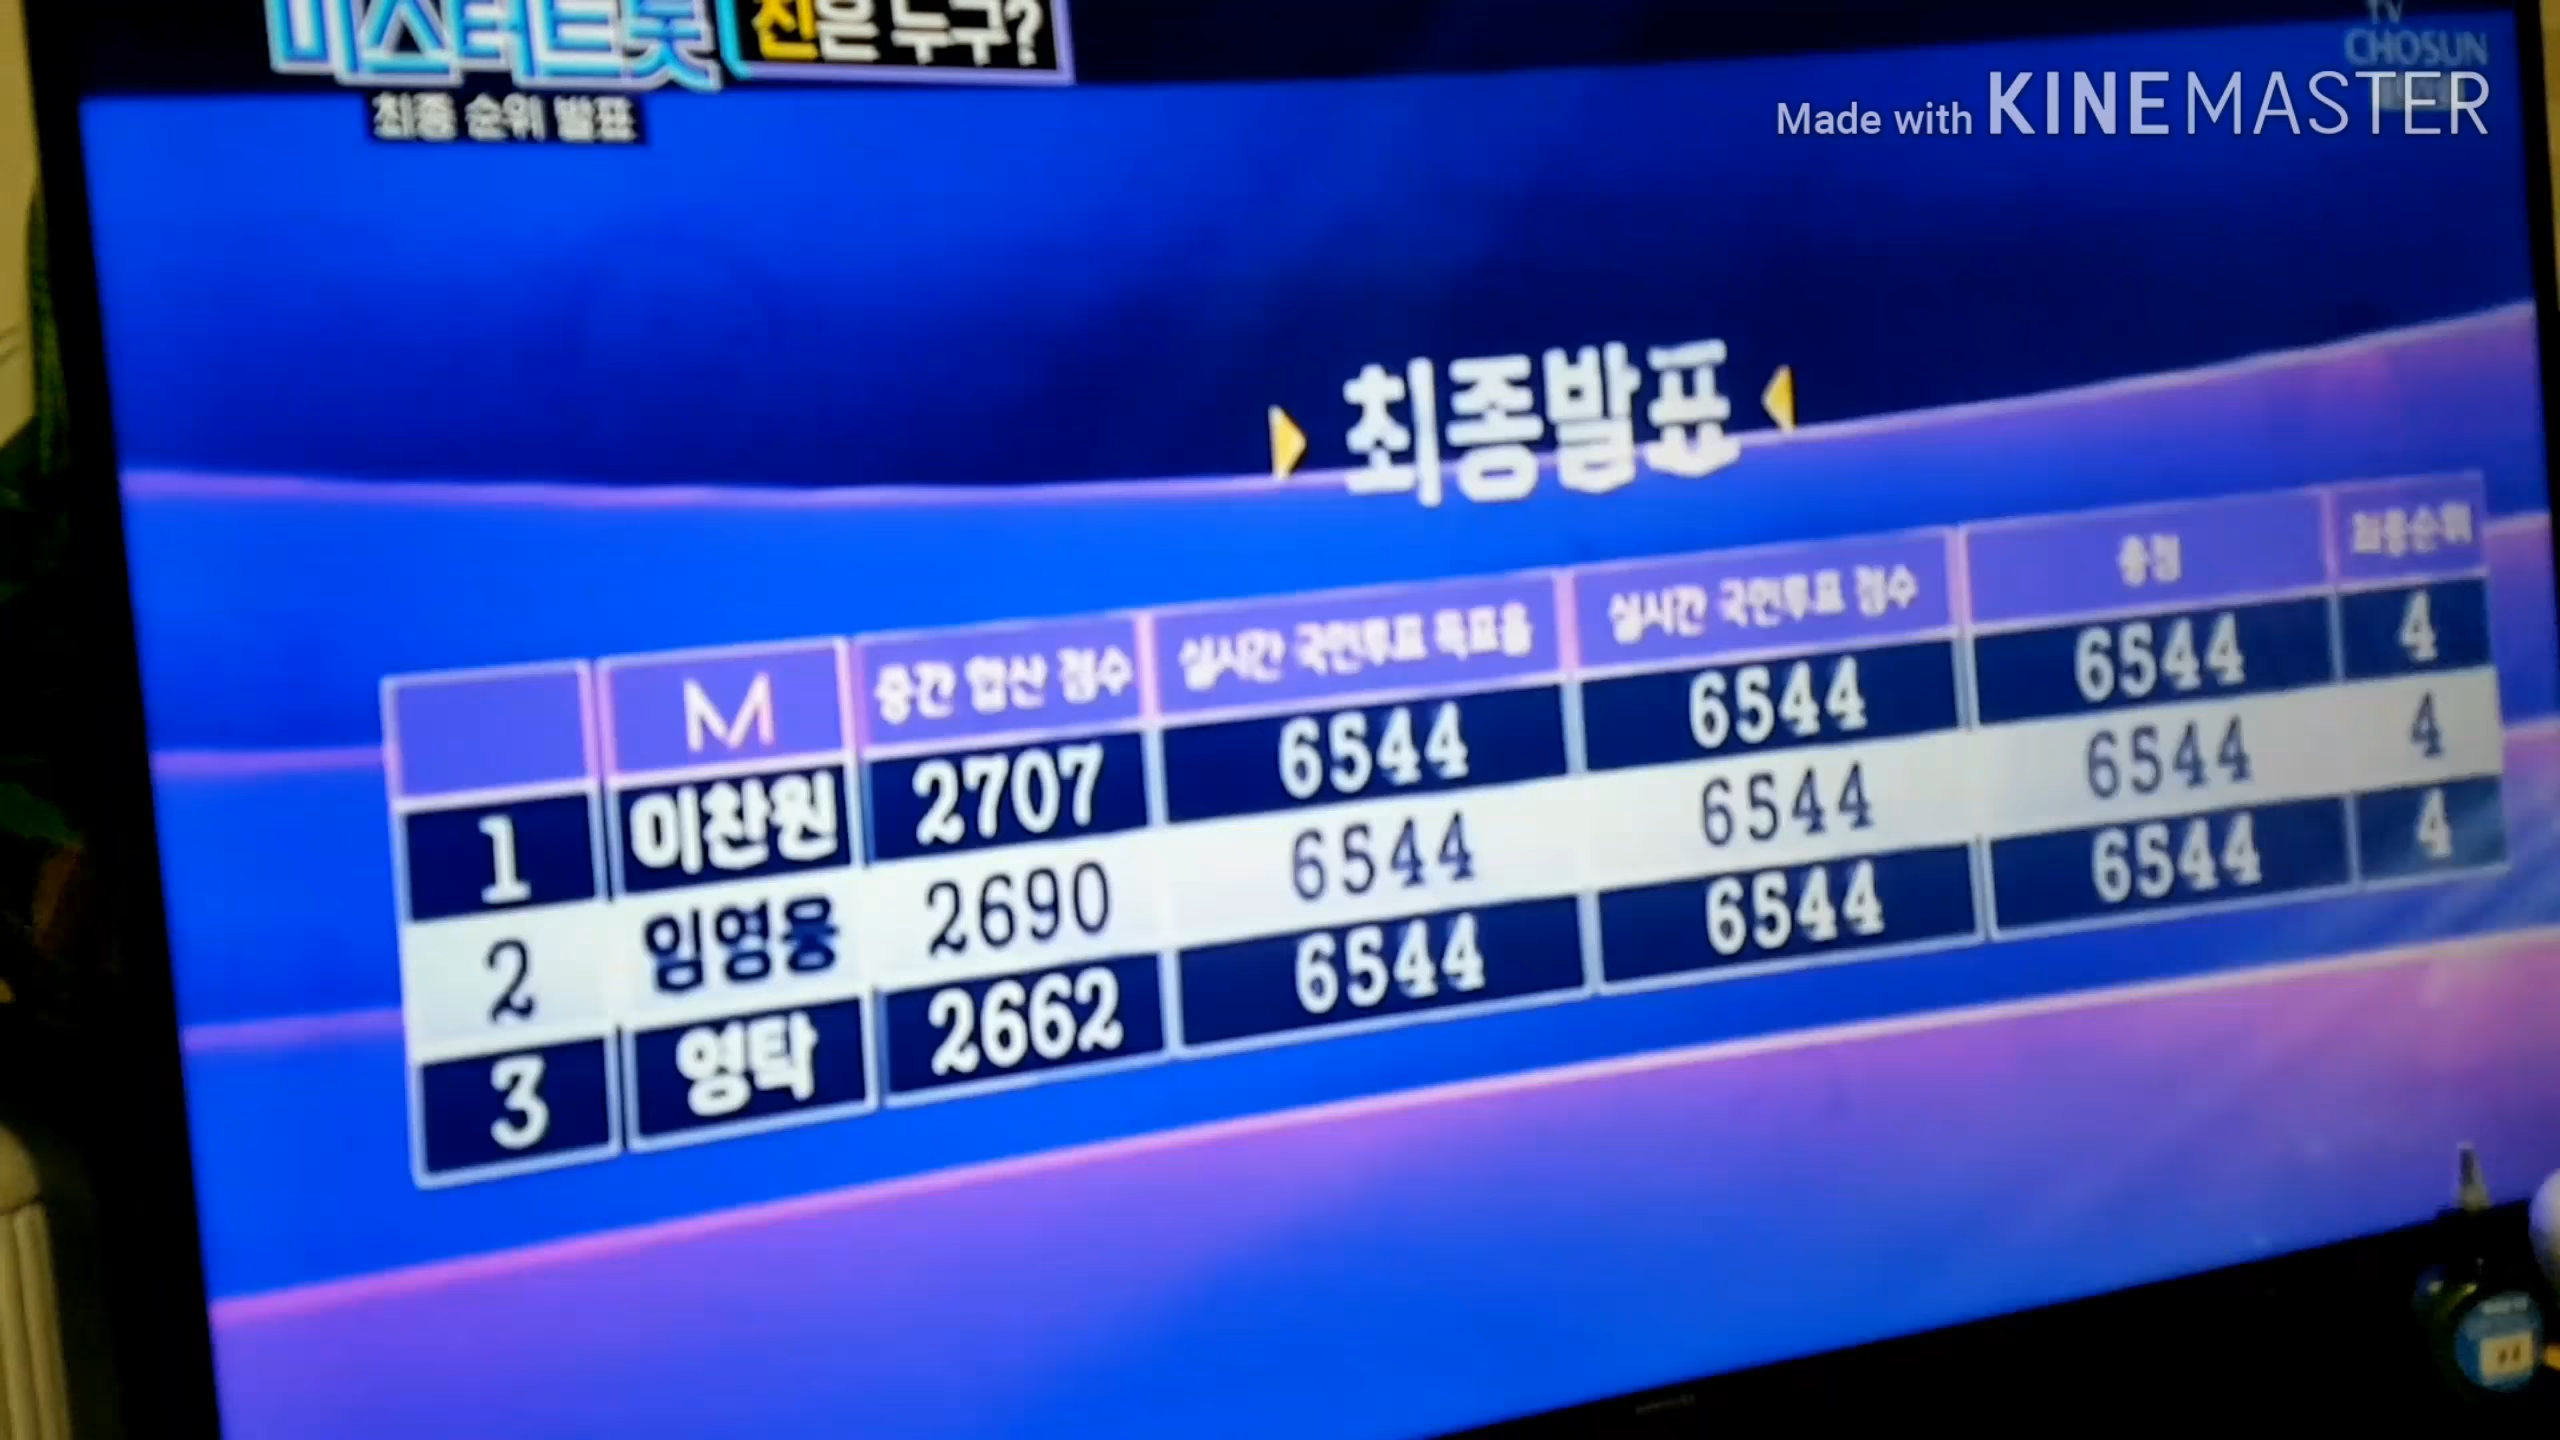 미스터트롯 진은 누구?
최종 순위 발표
TV
CHOSUN
Made with KINEMASTER
최종발표
M 중간 합산 점수 실시간 국민투표 득표율 실시간 국민투표 점수 총점 최종순위
1 이찬원 2707 6544 6544 6544 4
2 임영웅 2690 6544 6544 6544 4
3 영탁 2662 6544 6544 6544 4